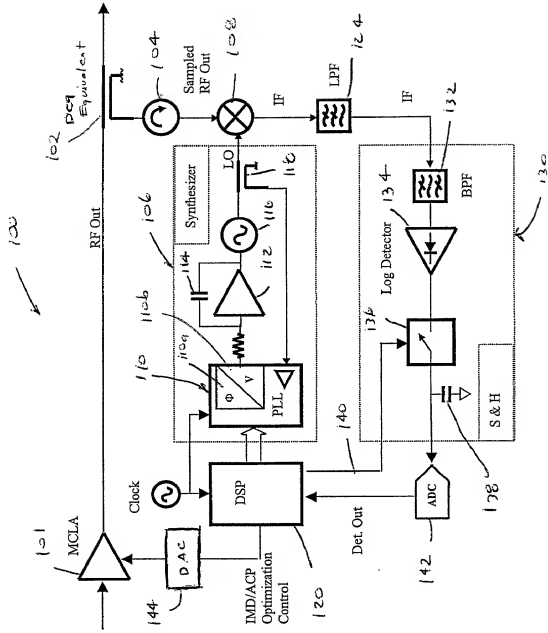 100
101
MCLA
RF Out
102
Equivalent
104
Sampled
RF Out
108
IF
LPF
124
IF
132
BPF
130
134
Log Detector
136
S & H
138
ADC
142
Det. Out
140
106
Synthesizer
LO
118
116
114
112
110b
110a
110
Φ
V
PLL
Clock
DSP
120
DAC
144
IMD/ACP
Optimization
Control